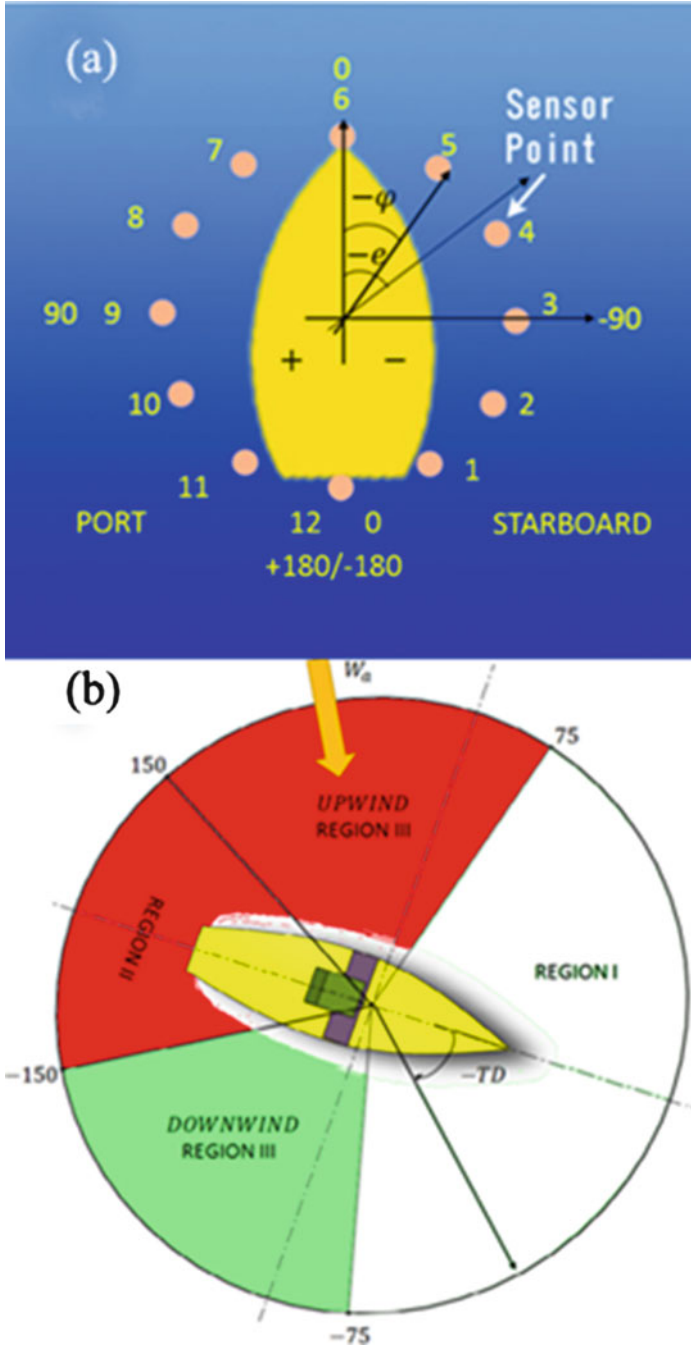 (a)
0
6
Sensor
Point
7
5
−φ
8
4
−e
90 9
3
-90
+ −
10
2
11
1
PORT
12 0
STARBOARD
+180/-180
(b)
Wa
75
150
UPWIND
REGION III
REGION II
REGION I
−TD
−150
DOWNWIND
REGION III
−75